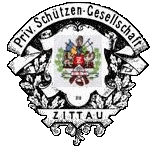 Priv. Schützen-Gesellschaft
Z
ZITTAU